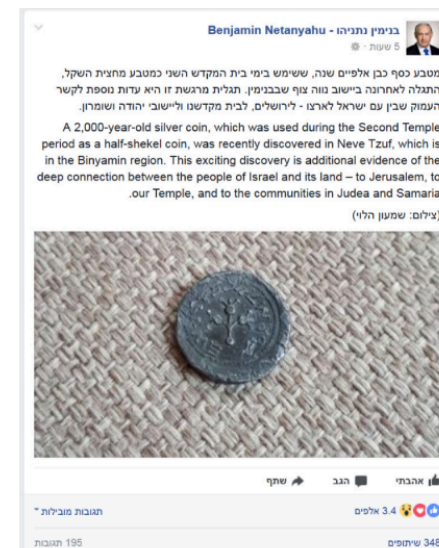 בנימין נתניהו - Benjamin Netanyahu
5 שעות ·
מטבע כסף כבן אלפיים שנה, ששימש בימי בית המקדש השני כמטבע מחצית השקל,
התגלה לאחרונה ביישוב נווה צוף שבבנימין. תגלית מרגשת זו היא עדות נוספת לקשר
העמוק שבין עם ישראל לארצו - לירושלים, לבית מקדשנו וליישובי יהודה ושומרון.
A 2,000-year-old silver coin, which was used during the Second Temple
period as a half-shekel coin, was recently discovered in Neve Tzuf, which is
in the Binyamin region. This exciting discovery is additional evidence of the
deep connection between the people of Israel and its land – to Jerusalem, to
our Temple, and to the communities in Judea and Samaria.
(צילום: שמעון הלוי)
אהבתי הגב שתף
3.4 אלפים תגובות מובילות
348 שיתופים 195 תגובות